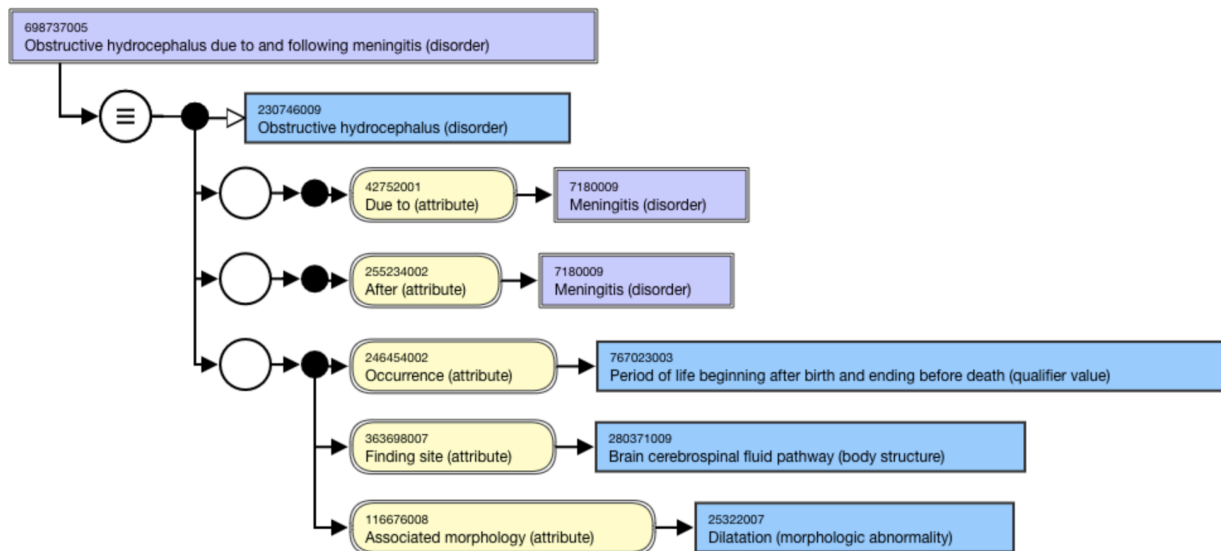 698737005
Obstructive hydrocephalus due to and following meningitis (disorder)
230746009
Obstructive hydrocephalus (disorder)
42752001
Due to (attribute)
7180009
Meningitis (disorder)
255234002
After (attribute)
7180009
Meningitis (disorder)
246454002
Occurrence (attribute)
767023003
Period of life beginning after birth and ending before death (qualifier value)
363698007
Finding site (attribute)
280371009
Brain cerebrospinal fluid pathway (body structure)
116676008
Associated morphology (attribute)
25322007
Dilatation (morphologic abnormality)